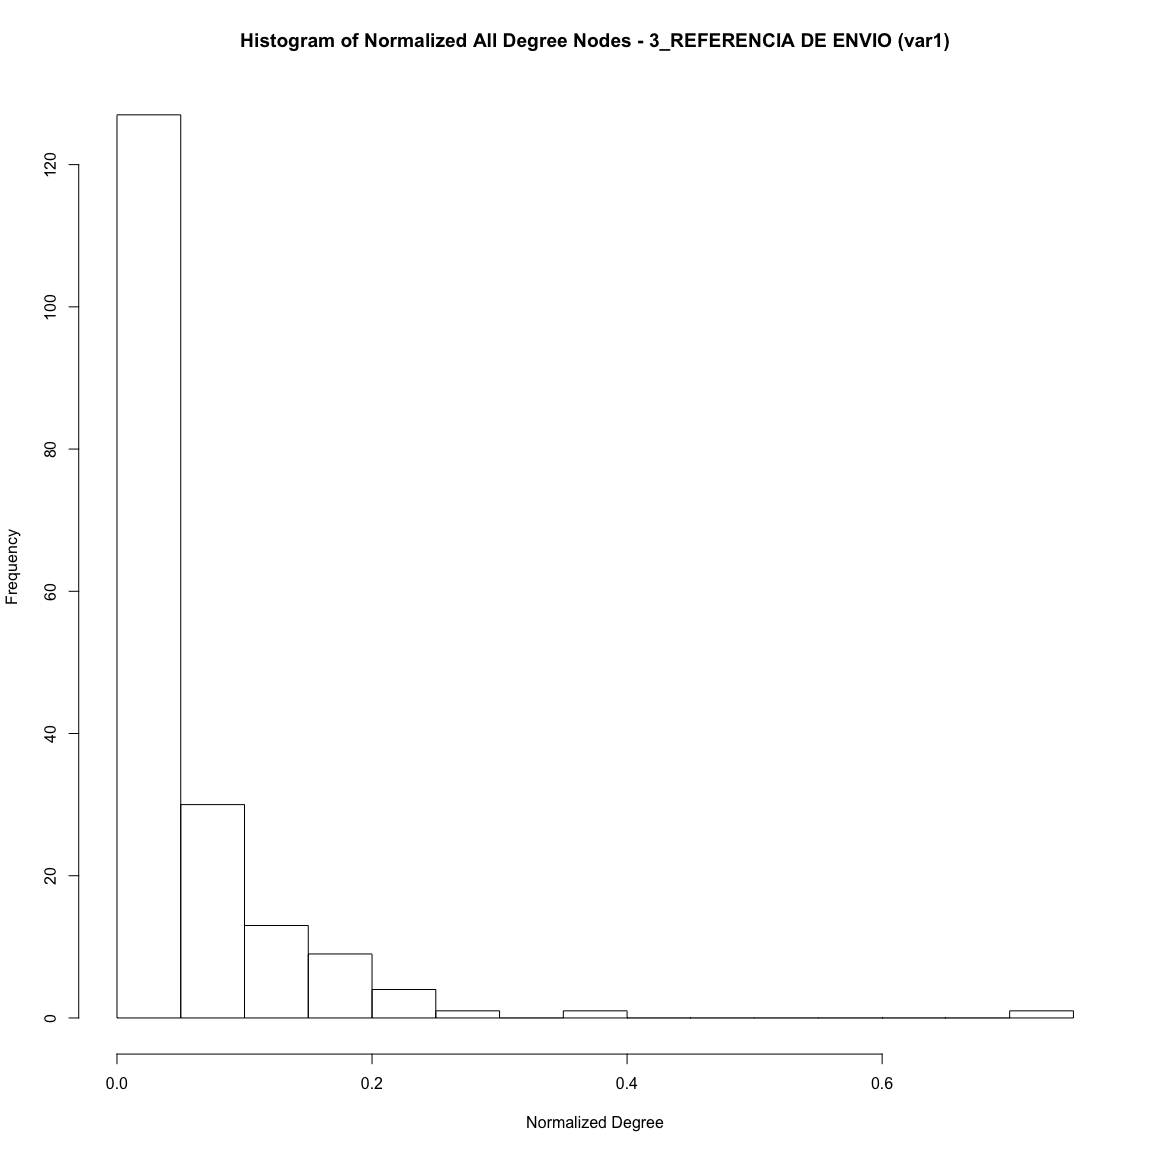 Histogram of Normalized All Degree Nodes - 3_REFERENCIA DE ENVIO (var1)
Frequency
120
100
80
60
40
20
0
0.0 0.2 0.4 0.6
Normalized Degree